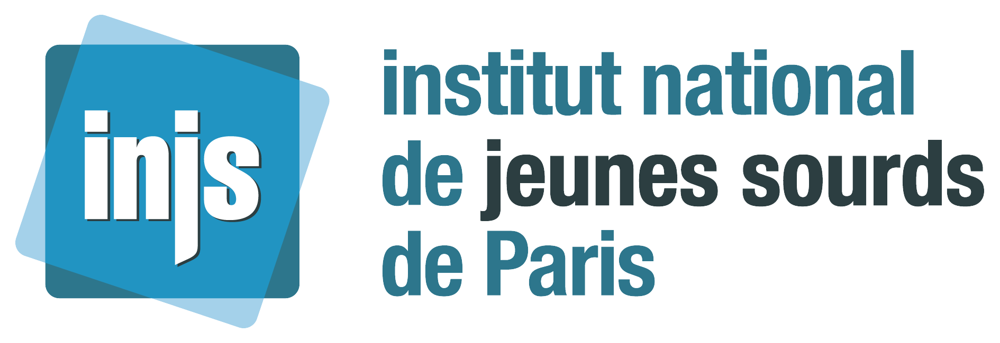 injs
institut national
de jeunes sourds
de Paris